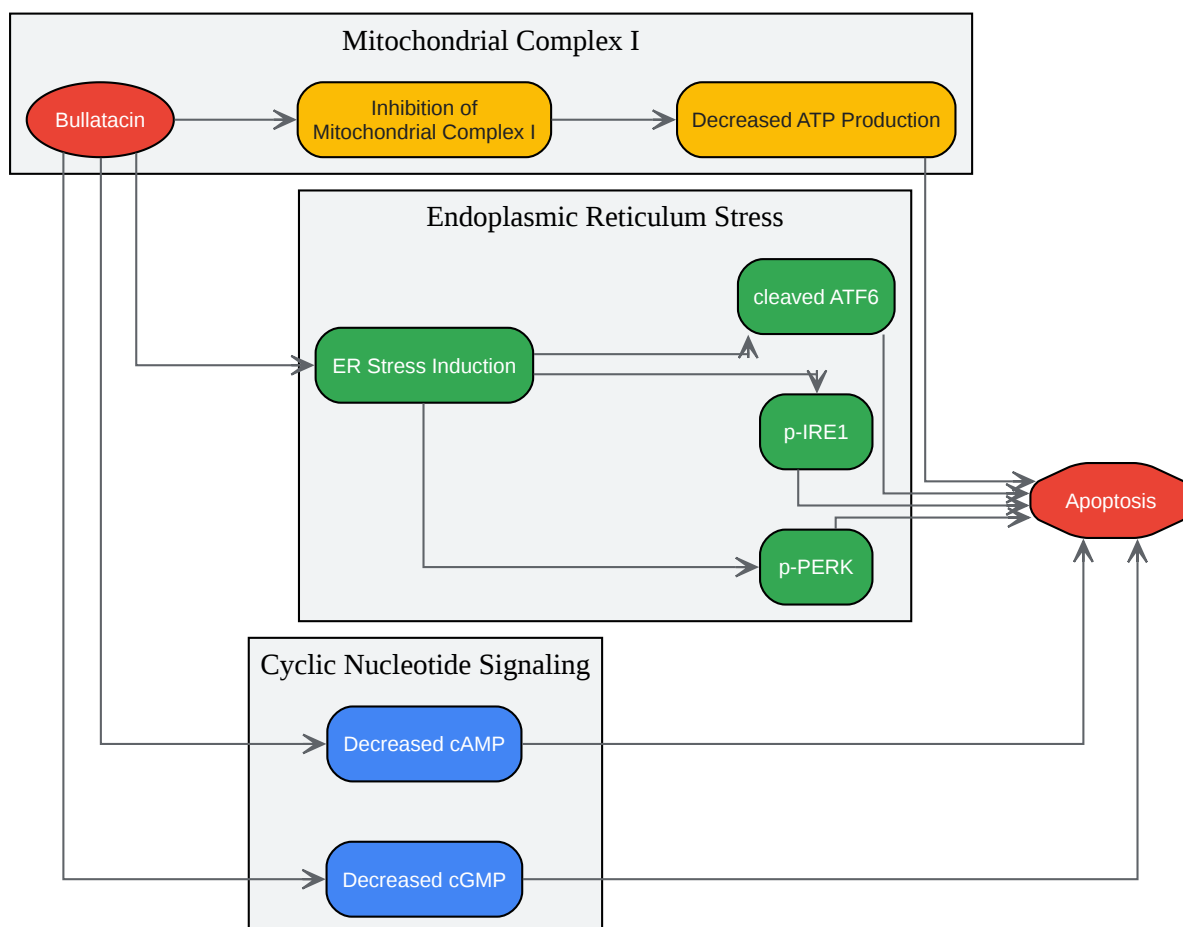 Mitochondrial Complex I
Bullatacin
Inhibition of
Mitochondrial Complex I
Decreased ATP Production
Endoplasmic Reticulum Stress
cleaved ATF6
ER Stress Induction
p-IRE1
Apoptosis
p-PERK
Cyclic Nucleotide Signaling
Decreased cAMP
Decreased cGMP